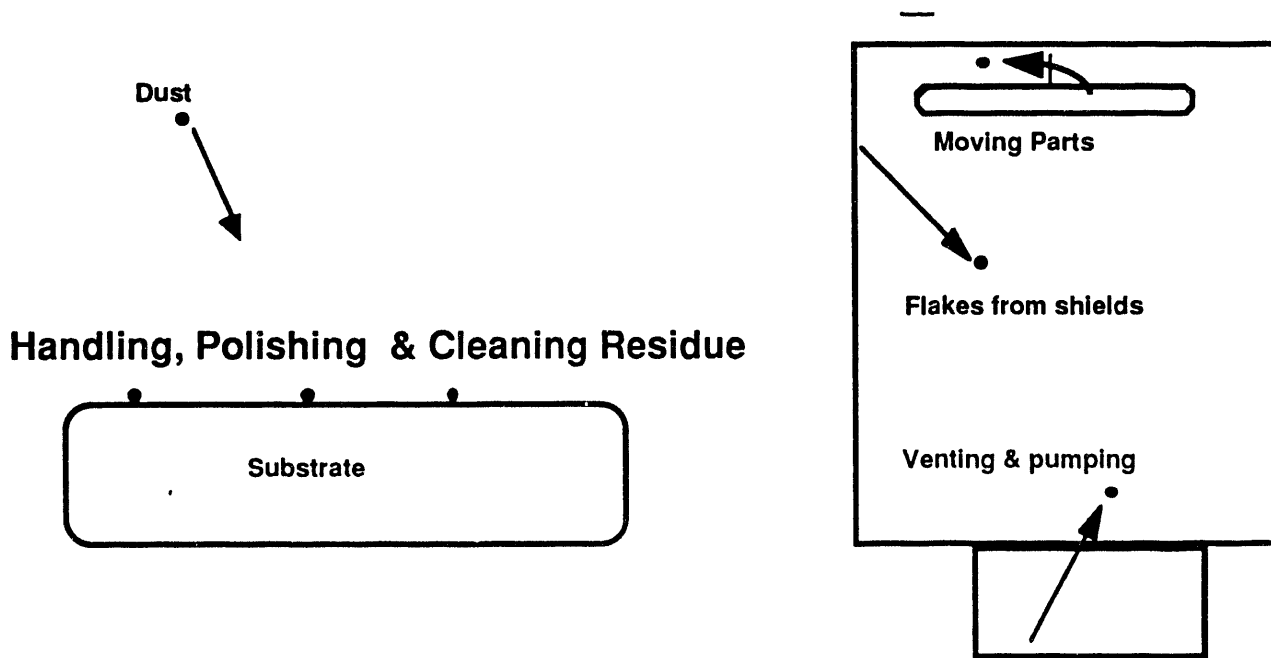 Dust
Handling, Polishing & Cleaning Residue
Substrate
Moving Parts
Flakes from shields
Venting & pumping